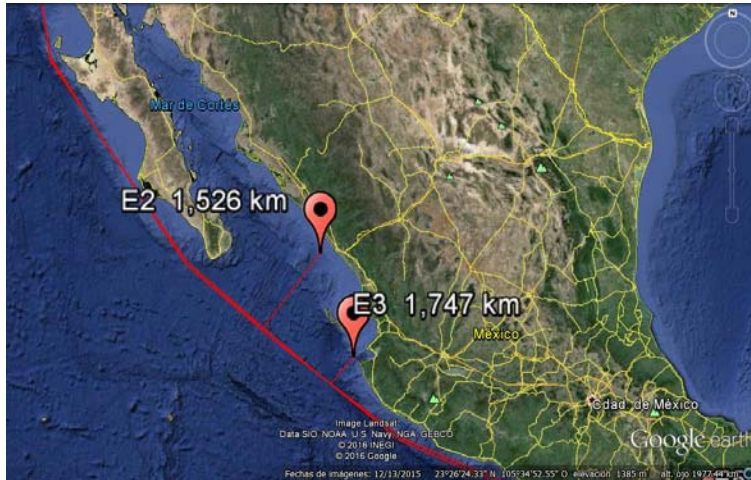 N
Mar de Cortés
E2 1,526 km
E3 1,747 km
México
Cdad. de México
Image Landsat
Data SIO, NOAA, U.S. Navy, NGA, GEBCO
© 2016 INEGI
© 2016 Google
Google earth
Fechas de imágenes: 12/13/2015 23°26'24.33" N 105°34'52.55" O elevación 1385 m alt. ojo 1977.44 km